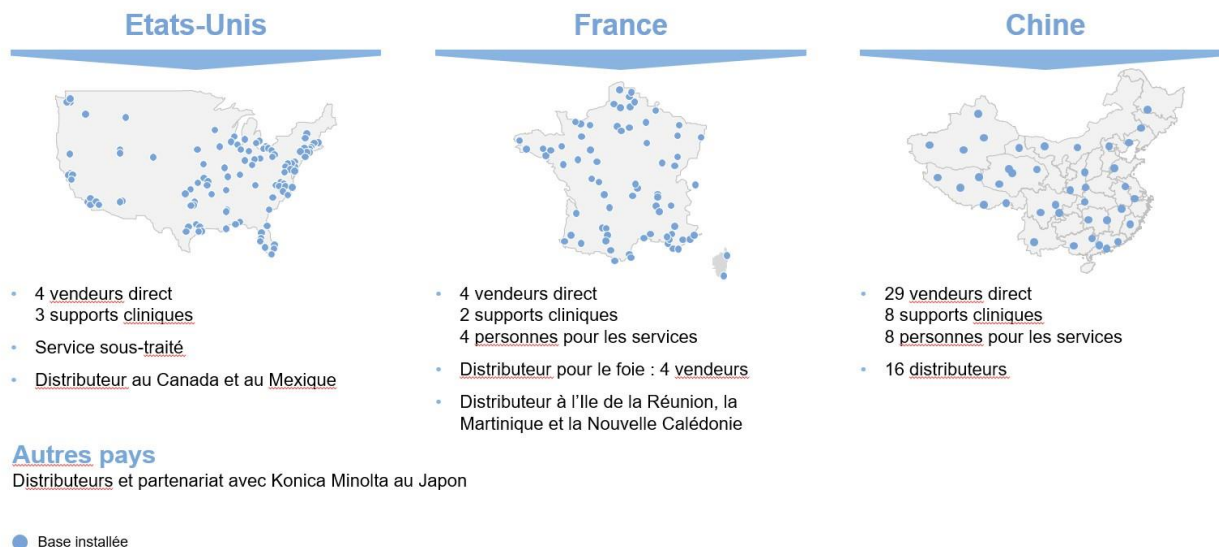 Etats-Unis
4 vendeurs direct
3 supports cliniques
Service sous-traité
Distributeur au Canada et au Mexique
France
4 vendeurs direct
2 supports cliniques
4 personnes pour les services
Distributeur pour le foie : 4 vendeurs
Distributeur à l'Ile de la Réunion, la
Martinique et la Nouvelle Calédonie
Chine
29 vendeurs direct
8 supports cliniques
8 personnes pour les services
16 distributeurs
Autres pays
Distributeurs et partenariat avec Konica Minolta au Japon
Base installée